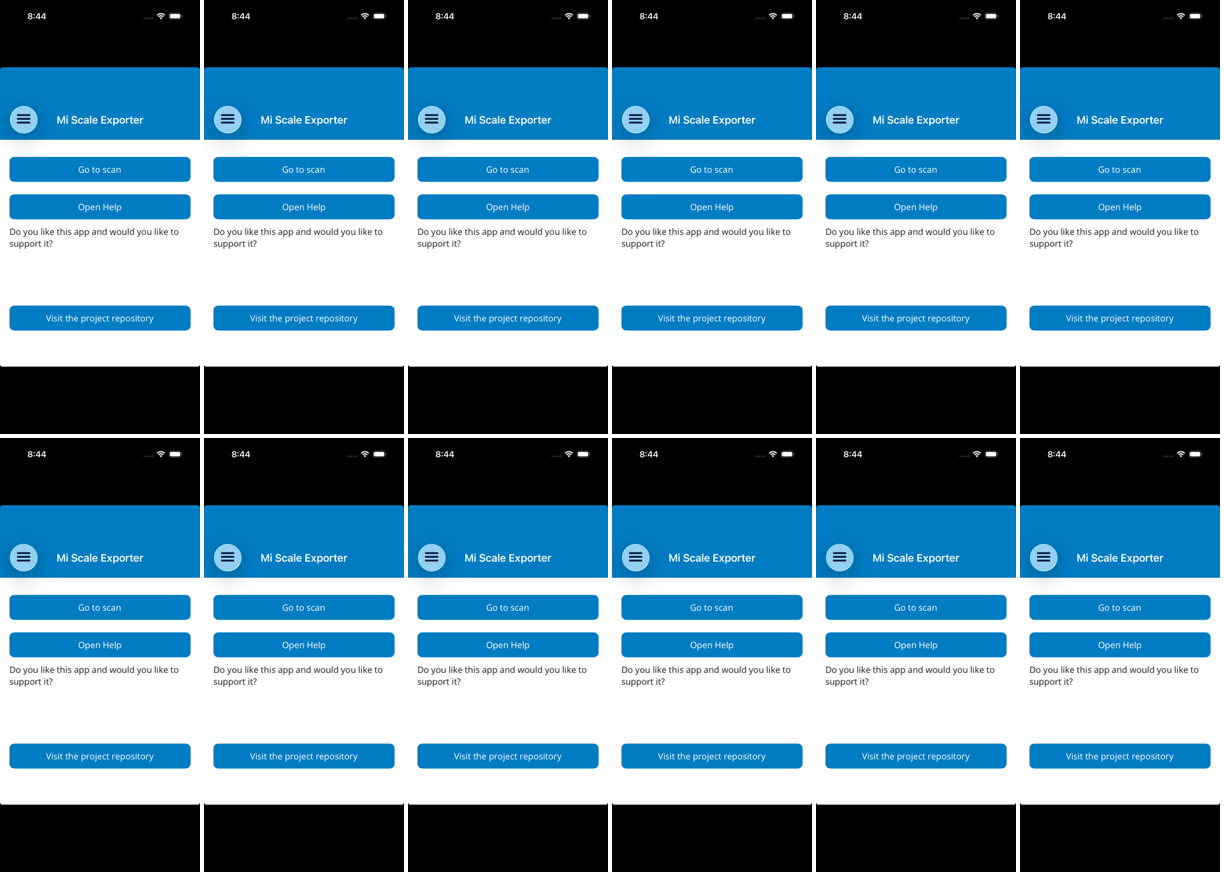 8:44 8:44 8:44 8:44 8:44 8:44
Mi Scale Exporter Mi Scale Exporter Mi Scale Exporter Mi Scale Exporter Mi Scale Exporter Mi Scale Exporter
Go to scan Go to scan Go to scan Go to scan Go to scan Go to scan
Open Help Open Help Open Help Open Help Open Help Open Help
Do you like this app and would you like to Do you like this app and would you like to Do you like this app and would you like to Do you like this app and would you like to Do you like this app and would you like to Do you like this app and would you like to
support it? support it? support it? support it? support it? support it?
Visit the project repository Visit the project repository Visit the project repository Visit the project repository Visit the project repository Visit the project repository
8:44 8:44 8:44 8:44 8:44 8:44
Mi Scale Exporter Mi Scale Exporter Mi Scale Exporter Mi Scale Exporter Mi Scale Exporter Mi Scale Exporter
Go to scan Go to scan Go to scan Go to scan Go to scan Go to scan
Open Help Open Help Open Help Open Help Open Help Open Help
Do you like this app and would you like to Do you like this app and would you like to Do you like this app and would you like to Do you like this app and would you like to Do you like this app and would you like to Do you like this app and would you like to
support it? support it? support it? support it? support it? support it?
Visit the project repository Visit the project repository Visit the project repository Visit the project repository Visit the project repository Visit the project repository